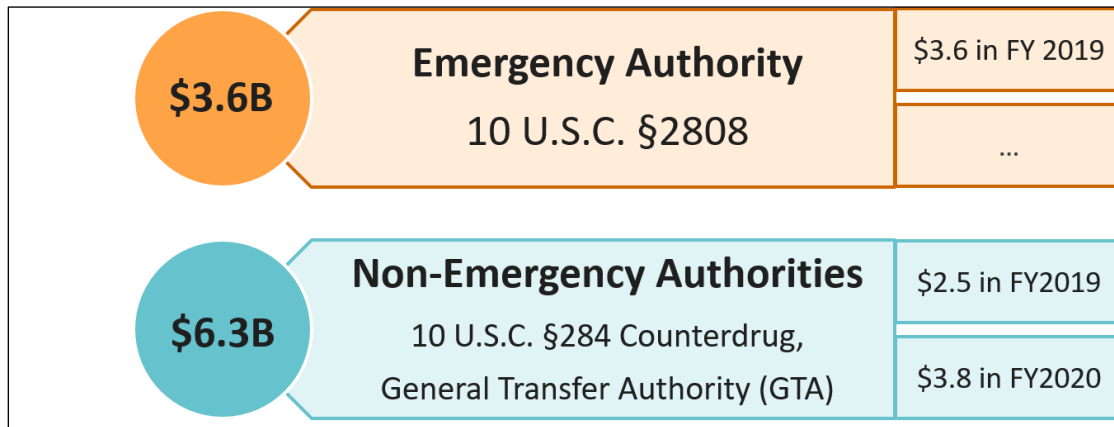 $3.6B
Emergency Authority
10 U.S.C. §2808
$3.6 in FY 2019
...
$6.3B
Non-Emergency Authorities
10 U.S.C. §284 Counterdrug,
General Transfer Authority (GTA)
$2.5 in FY2019
$3.8 in FY2020